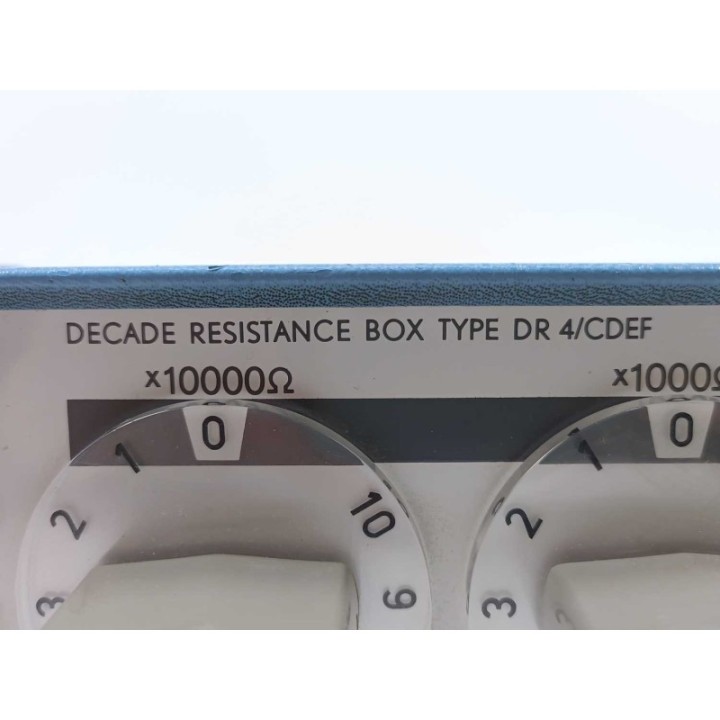 DECADE RESISTANCE BOX TYPE DR 4/CDEF
x10000Ω x1000Ω
0 0
1 1
10
2 2
3 9 3